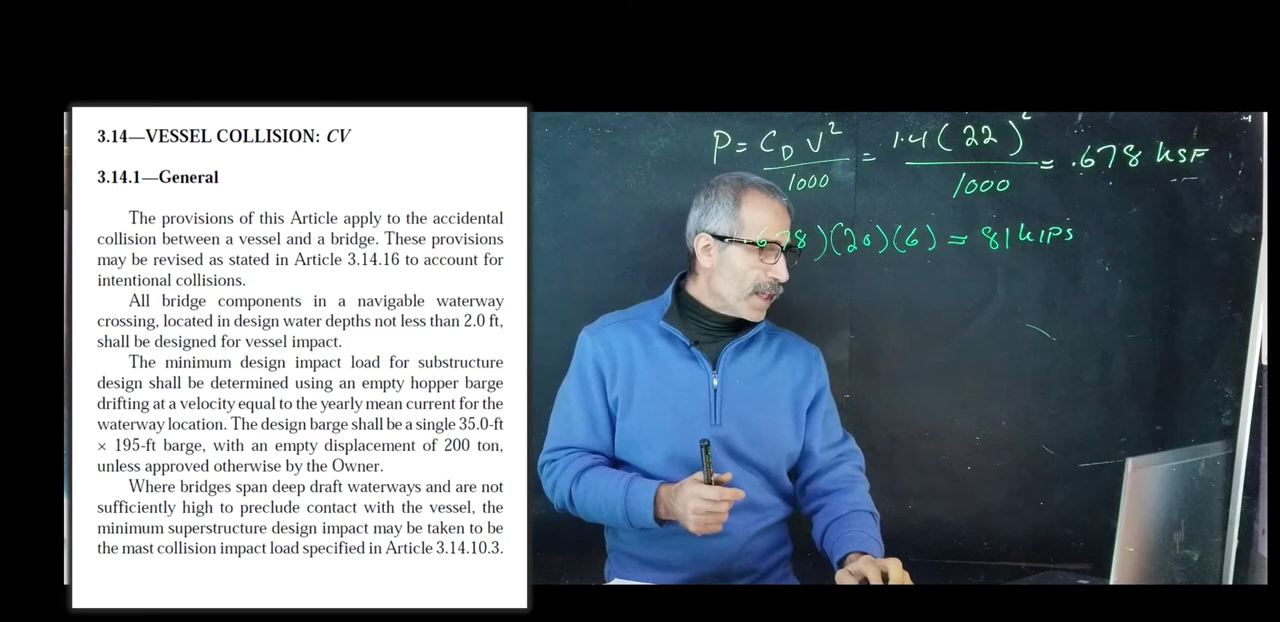 3.14—VESSEL COLLISION: CV
3.14.1—General
The provisions of this Article apply to the accidental
collision between a vessel and a bridge. These provisions
may be revised as stated in Article 3.14.16 to account for
intentional collisions.
All bridge components in a navigable waterway
crossing, located in design water depths not less than 2.0 ft,
shall be designed for vessel impact.
The minimum design impact load for substructure
design shall be determined using an empty hopper barge
drifting at a velocity equal to the yearly mean current for the
waterway location. The design barge shall be a single 35.0-ft
× 195-ft barge, with an empty displacement of 200 ton,
unless approved otherwise by the Owner.
Where bridges span deep draft waterways and are not
sufficiently high to preclude contact with the vessel, the
minimum superstructure design impact may be taken to be
the mast collision impact load specified in Article 3.14.10.3.
P = C_D V² / 1000 = 1.4 (22)² / 1000 = .678 KSF
678)(20)(6) = 81 KIPS